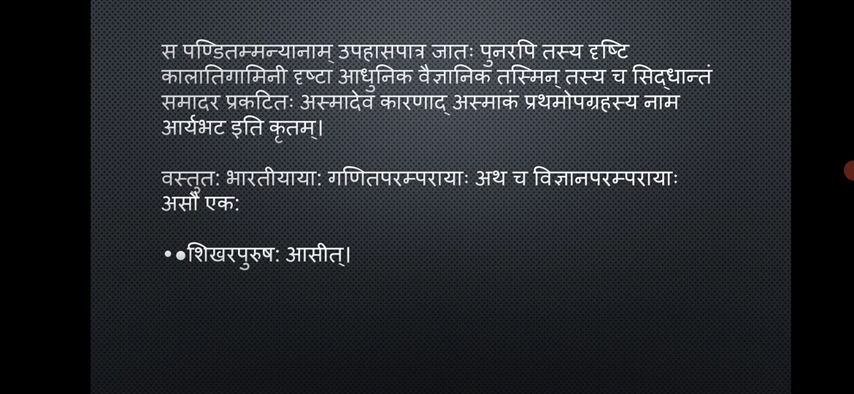 स पण्डितम्मन्यानाम् उपहासपात्र जातः पुनरपि तस्य दृष्टि
कालातिगामिनी दृष्टा आधुनिक वैज्ञानिक तस्मिन् तस्य च सिद्धान्तं
समादर प्रकटितः अस्मादेव कारणाद् अस्माकं प्रथमोपग्रहस्य नाम
आर्यभट इति कृतम्।
वस्तुत: भारतीयाया: गणितपरम्परायाः अथ च विज्ञानपरम्परायाः
असौ एक:
•●शिखरपुरुष: आसीत्।